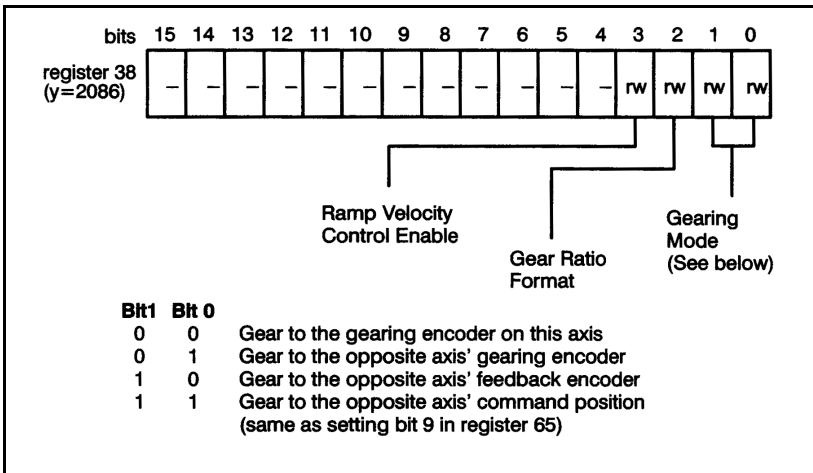 bits 15 14 13 12 11 10 9 8 7 6 5 4 3 2 1 0
register 38
(y=2086)
– – – – – – – – – – – – rw rw rw rw
Ramp Velocity
Control Enable
Gear Ratio
Format
Gearing
Mode
(See below)
Bit1 Bit 0
0 0 Gear to the gearing encoder on this axis
0 1 Gear to the opposite axis' gearing encoder
1 0 Gear to the opposite axis' feedback encoder
1 1 Gear to the opposite axis' command position
(same as setting bit 9 in register 65)